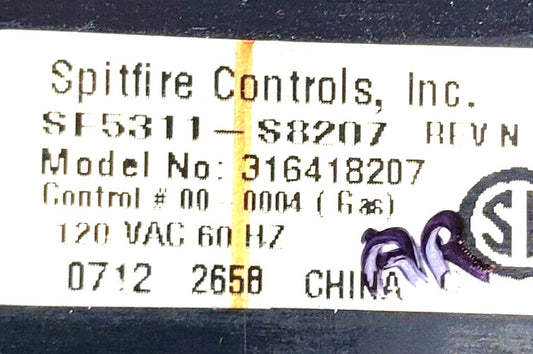 Spitfire Controls, Inc.
SF5311-S8207 REV N
Model No: 316418207
Control # 00-0004 (Gas)
120 VAC 60 HZ
0712 2658 CHINA
AR